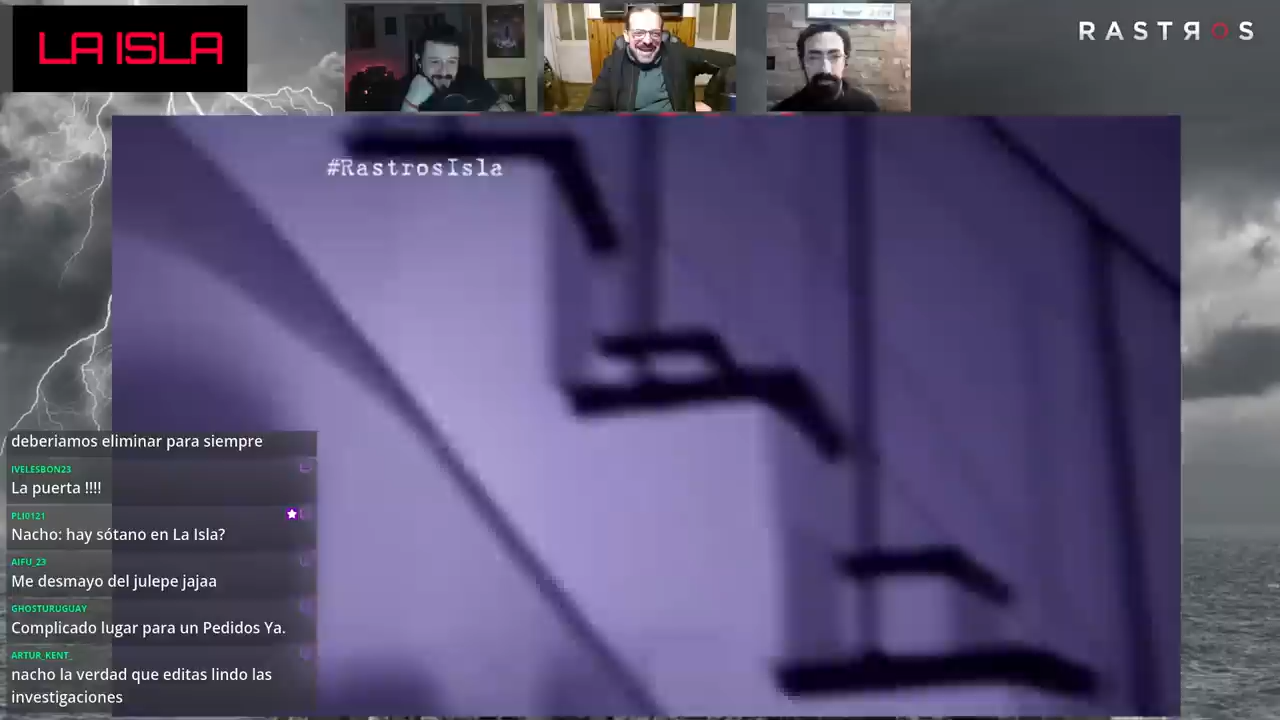 LA ISLA
RASTROS
#RastrosIsla
deberiamos eliminar para siempre
IVELESBON23
La puerta !!!!
PLI0121
Nacho: hay sótano en La Isla?
AIFU_23
Me desmayo del julepe jajaa
GHOSTURUGUAY
Complicado lugar para un Pedidos Ya.
ARTUR_KENT_
nacho la verdad que editas lindo las
investigaciones